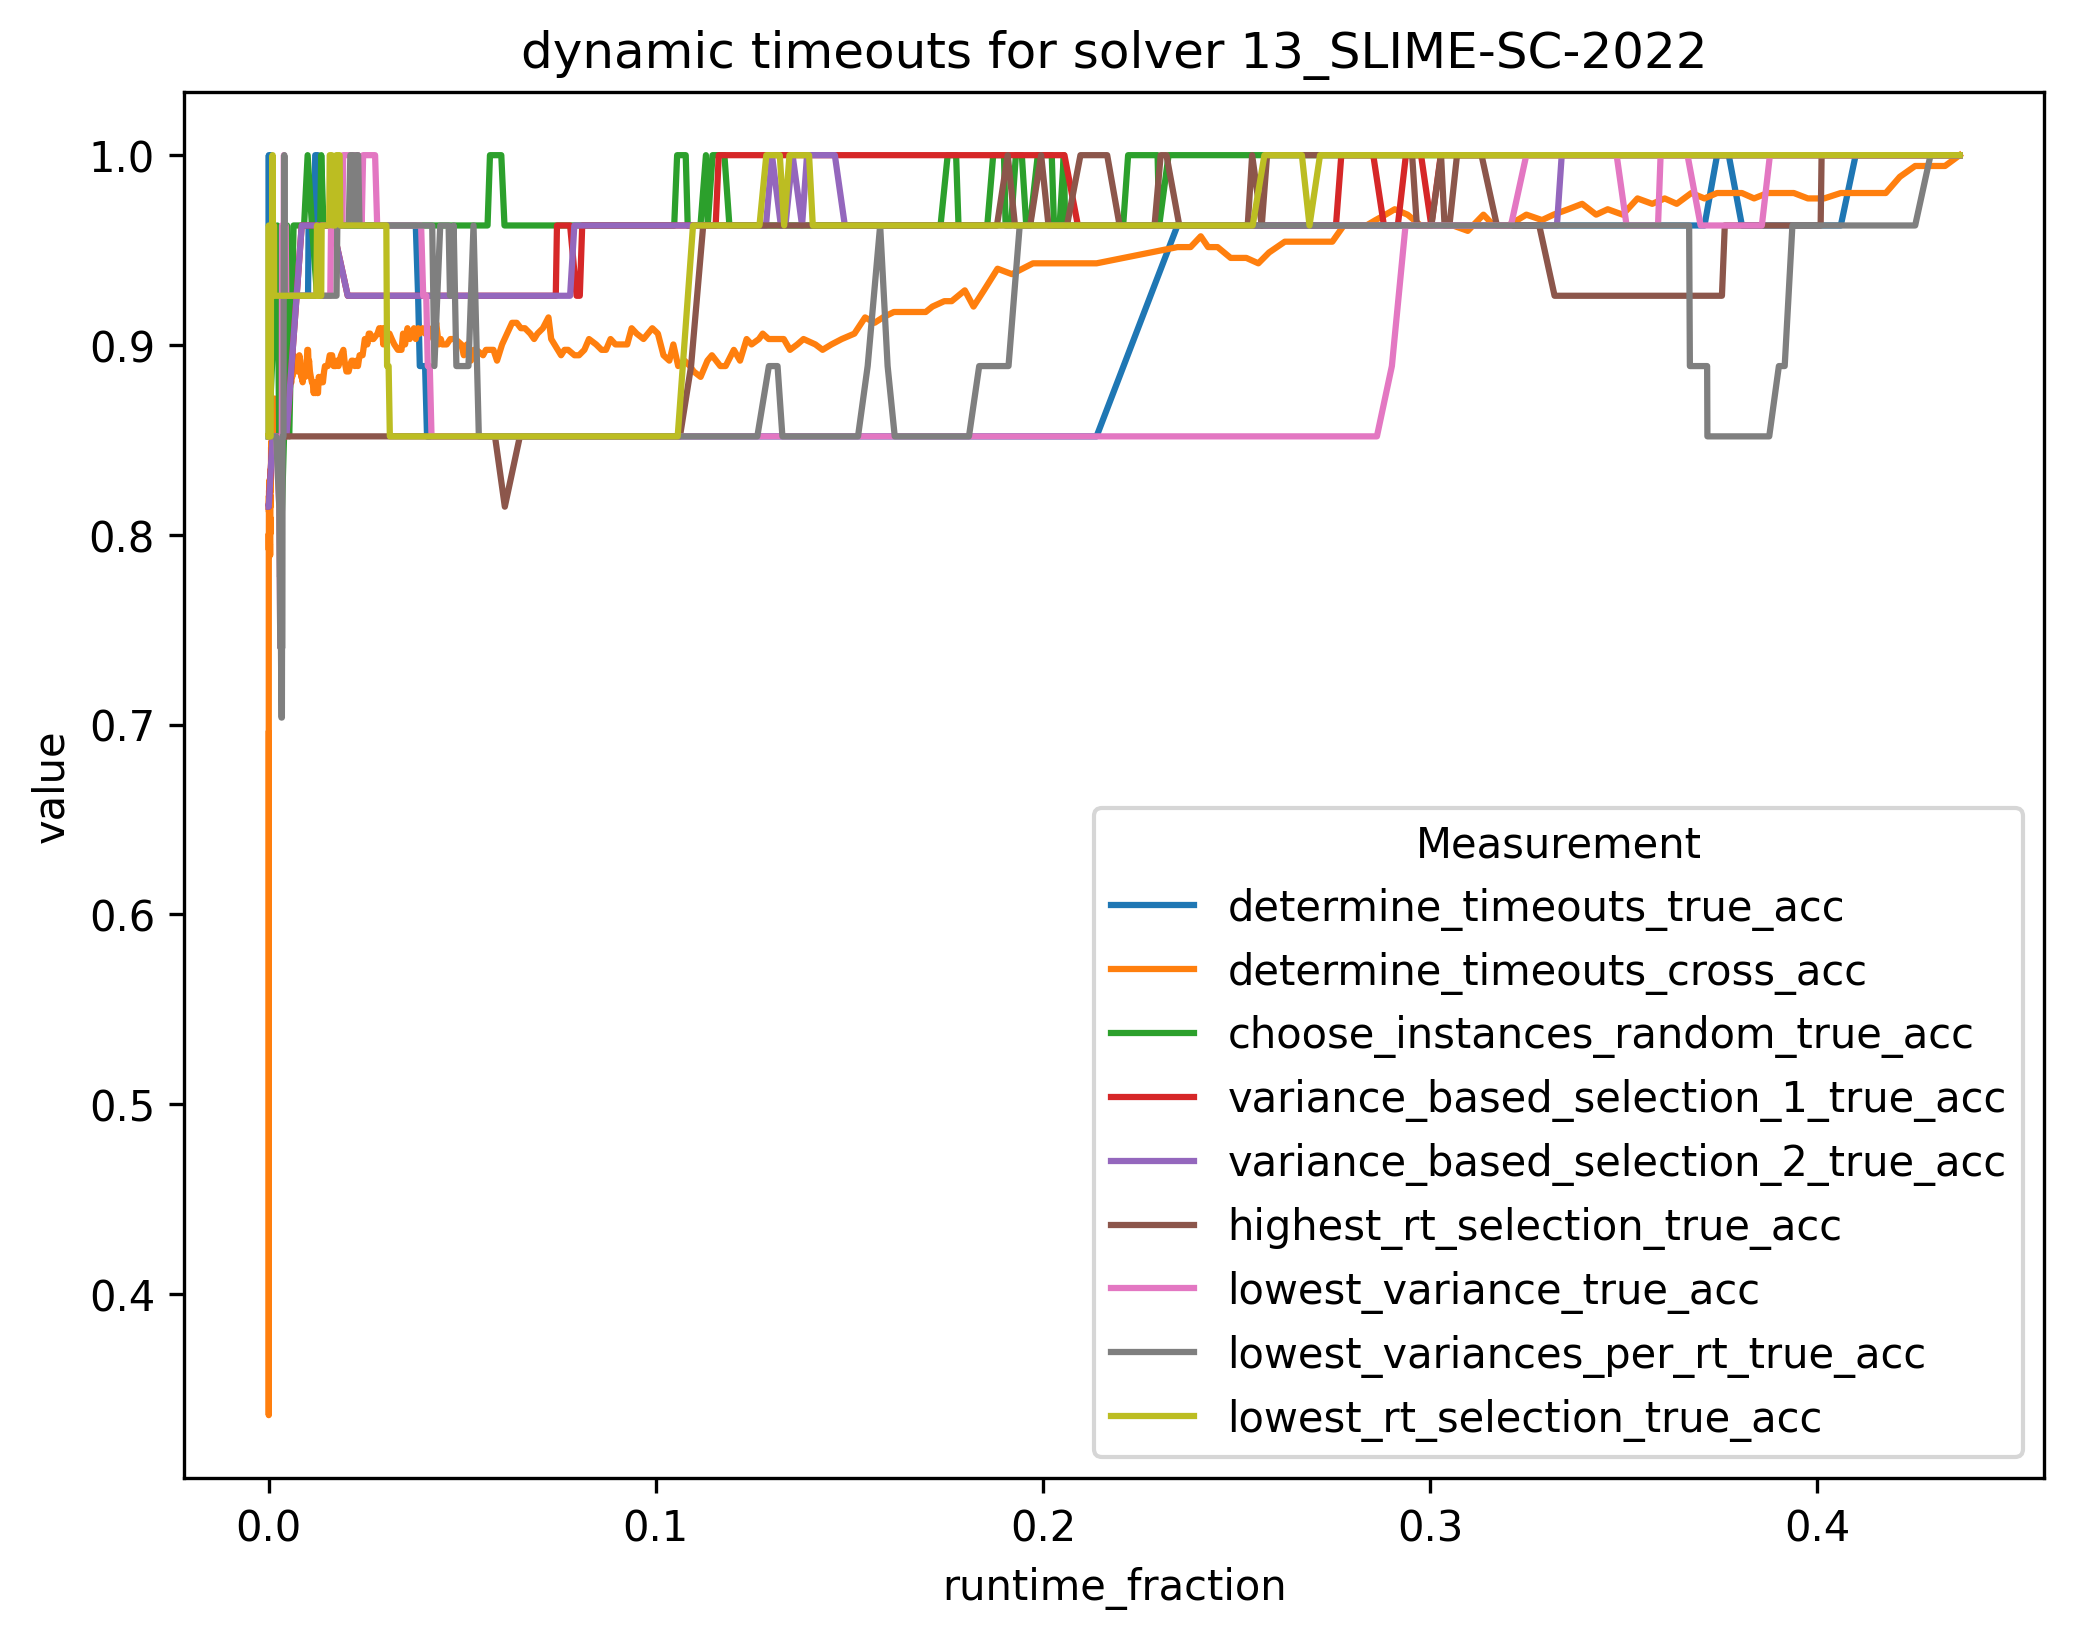 dynamic timeouts for solver 13_SLIME-SC-2022
1.0
0.9
0.8
0.7
0.6
0.5
0.4
value
Measurement
determine_timeouts_true_acc
determine_timeouts_cross_acc
choose_instances_random_true_acc
variance_based_selection_1_true_acc
variance_based_selection_2_true_acc
highest_rt_selection_true_acc
lowest_variance_true_acc
lowest_variances_per_rt_true_acc
lowest_rt_selection_true_acc
0.0 0.1 0.2 0.3 0.4
runtime_fraction